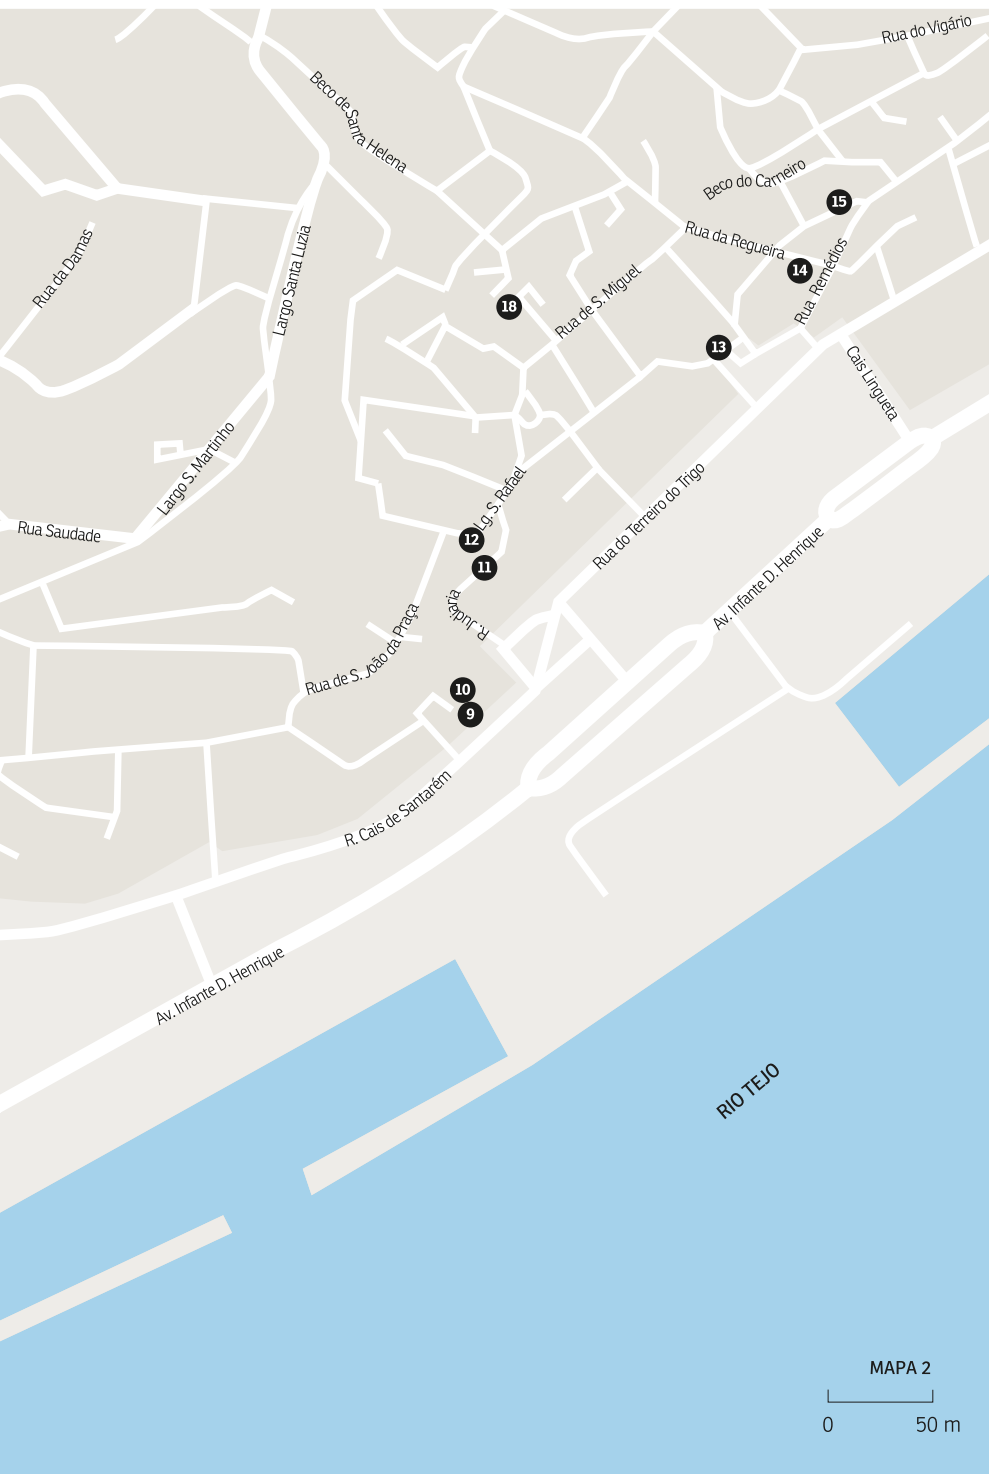 Rua do Vigário
Beco de Santa Helena
Beco do Carneiro
15
Rua da Regueira
Rua da Damas
Largo Santa Luzia
14
Rua Remédios
18
Rua de S. Miguel
13
Cais Lingueta
Largo S. Martinho
Lg. S. Rafael
Rua do Terreiro do Trigo
Rua Saudade
12
11
Av. Infante D. Henrique
R. Judiaria
Rua de S. João da Praça
10
9
R. Cais de Santarém
Av. Infante D. Henrique
RIO TEJO
MAPA 2
0 50 m